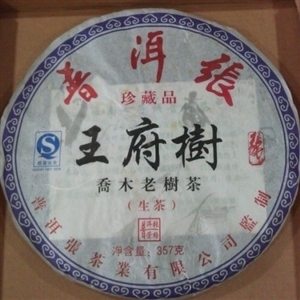 普洱張
珍藏品
王府樹
喬木老樹茶
(生茶)
净含量:357克
普洱張茶業有限公司監制